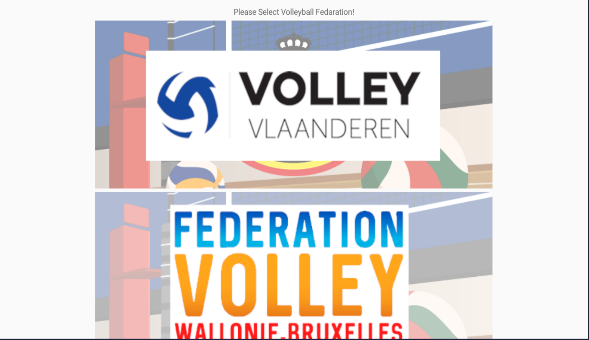 Please Select Volleyball Fedaration!
VOLLEY
VLAANDEREN
FEDERATION
VOLLEY
WALLONIE-BRUXELLES